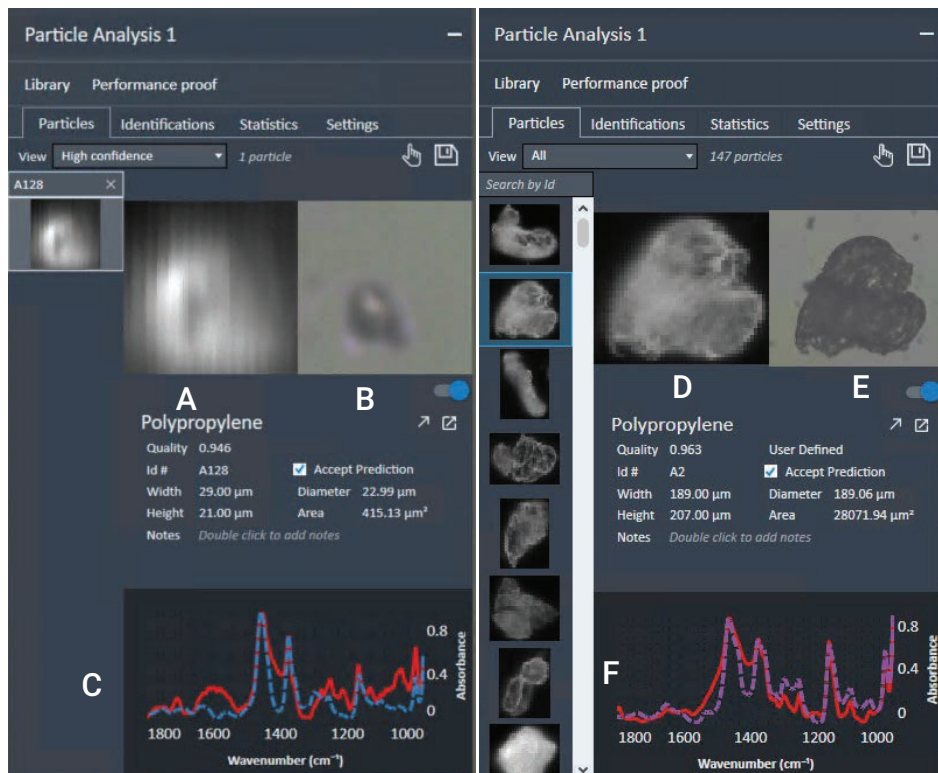 Particle Analysis 1
Library Performance proof
Particles Identifications Statistics Settings
View High confidence 1 particle
A128
A B
Polypropylene
Quality 0.946
Id # A128 Accept Prediction
Width 29.00 µm Diameter 22.99 µm
Height 21.00 µm Area 415.13 µm²
Notes Double click to add notes
C
0.8
0.4
0
Absorbance
1800 1600 1400 1200 1000
Wavenumber (cm⁻¹)
Particle Analysis 1
Library Performance proof
Particles Identifications Statistics Settings
View All 147 particles
Search by Id
D E
Polypropylene
Quality 0.963 User Defined
Id # A2 Accept Prediction
Width 189.00 µm Diameter 189.06 µm
Height 207.00 µm Area 28071.94 µm²
Notes Double click to add notes
F
0.8
0.4
0
Absorbance
1800 1600 1400 1200 1000
Wavenumber (cm⁻¹)